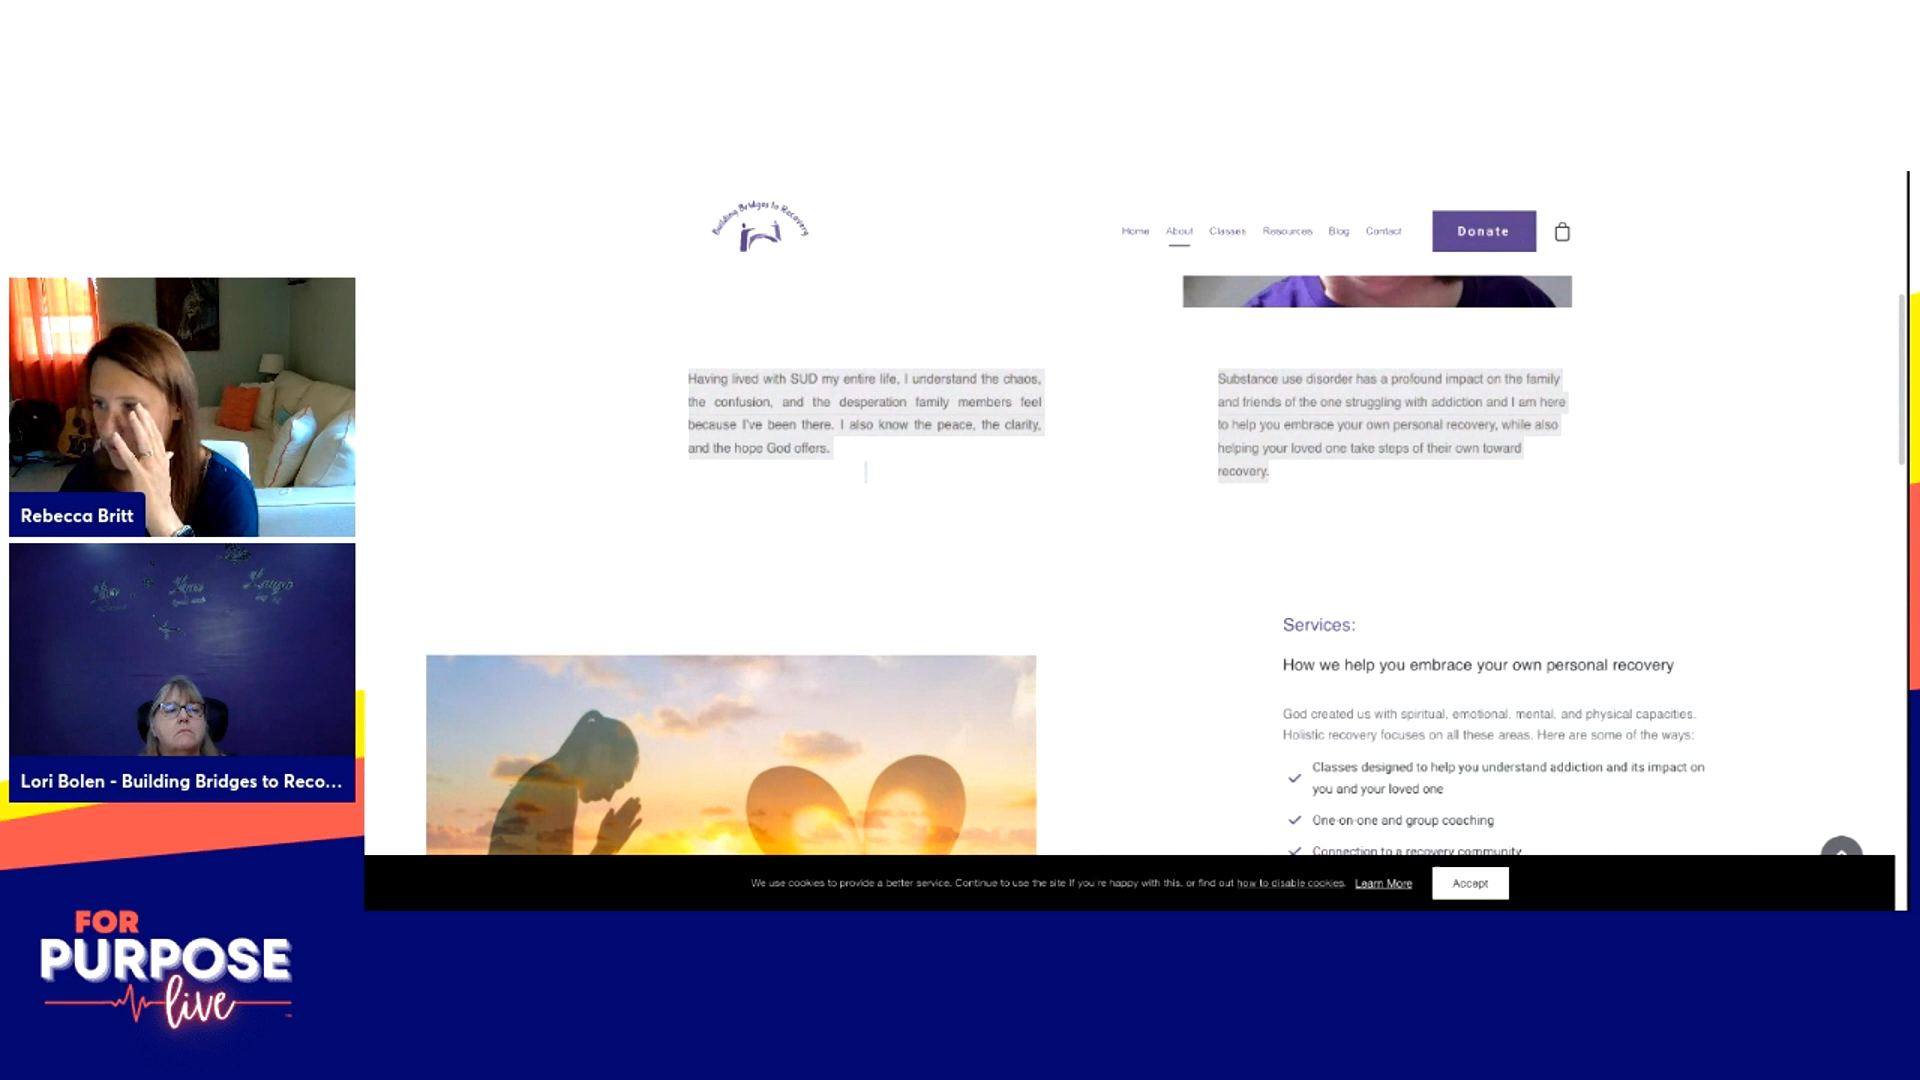 Building Bridges to Recovery
Home About Classes Resources Blog Contact Donate
Having lived with SUD my entire life, I understand the chaos,
the confusion, and the desperation family members feel
because I've been there. I also know the peace, the clarity,
and the hope God offers.
Substance use disorder has a profound impact on the family
and friends of the one struggling with addiction and I am here
to help you embrace your own personal recovery, while also
helping your loved one take steps of their own toward
recovery.
Rebecca Britt
Live Love Laugh
Lori Bolen - Building Bridges to Reco...
Services:
How we help you embrace your own personal recovery
God created us with spiritual, emotional, mental, and physical capacities.
Holistic recovery focuses on all these areas. Here are some of the ways:
Classes designed to help you understand addiction and its impact on
you and your loved one
One-on-one and group coaching
Connection to a recovery community
We use cookies to provide a better service. Continue to use the site If you're happy with this, or find out how to disable cookies. Learn More Accept
FOR
PURPOSE
live